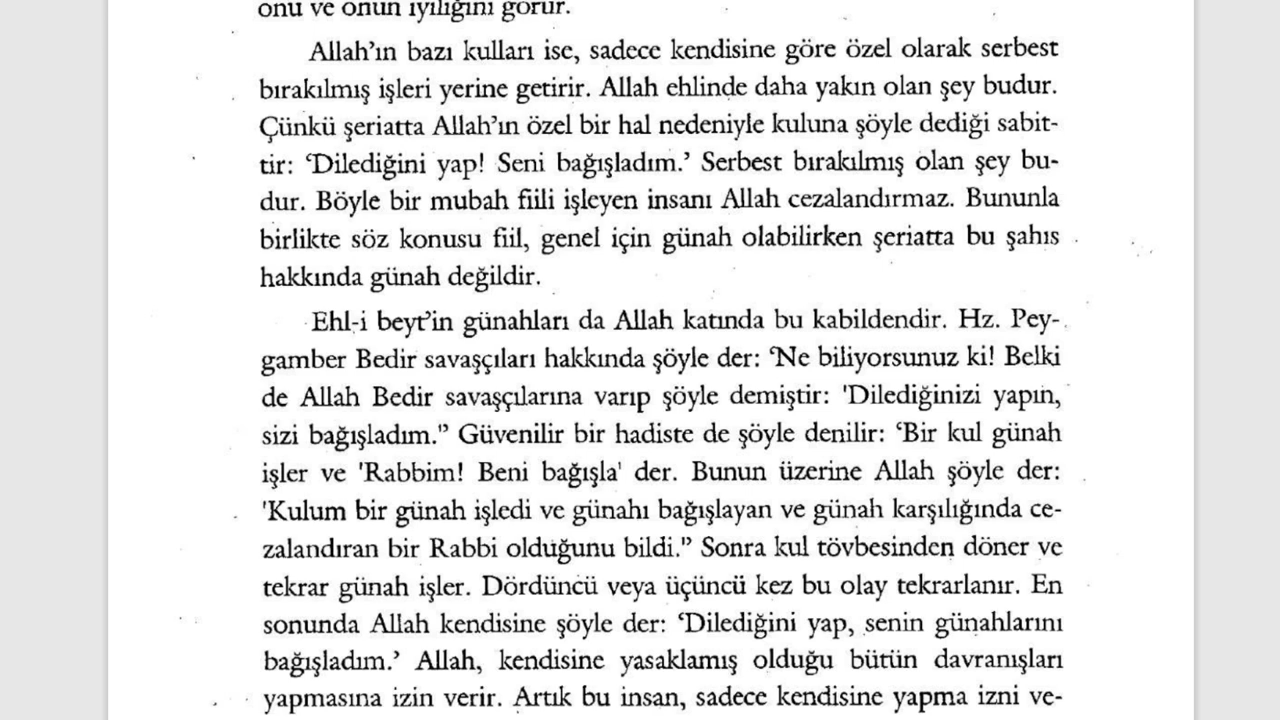 onu ve onun iyiliğini görür.
Allah’ın bazı kulları ise, sadece kendisine göre özel olarak serbest
bırakılmış işleri yerine getirir. Allah ehlinde daha yakın olan şey budur.
Çünkü şeriatta Allah’ın özel bir hal nedeniyle kuluna şöyle dediği sabit-
tir: ‘Dilediğini yap! Seni bağışladım.’ Serbest bırakılmış olan şey bu-
dur. Böyle bir mubah fiili işleyen insanı Allah cezalandırmaz. Bununla
birlikte söz konusu fiil, genel için günah olabilirken şeriatta bu şahıs
hakkında günah değildir.
Ehl-i beyt’in günahları da Allah katında bu kabildendir. Hz. Pey-
gamber Bedir savaşçıları hakkında şöyle der: ‘Ne biliyorsunuz ki! Belki
de Allah Bedir savaşçılarına varıp şöyle demiştir: 'Dilediğinizi yapın,
sizi bağışladım.'’ Güvenilir bir hadiste de şöyle denilir: ‘Bir kul günah
işler ve 'Rabbim! Beni bağışla' der. Bunun üzerine Allah şöyle der:
'Kulum bir günah işledi ve günahı bağışlayan ve günah karşılığında ce-
zalandıran bir Rabbi olduğunu bildi.'’ Sonra kul tövbesinden döner ve
tekrar günah işler. Dördüncü veya üçüncü kez bu olay tekrarlanır. En
sonunda Allah kendisine şöyle der: ‘Dilediğini yap, senin günahlarını
bağışladım.’ Allah, kendisine yasaklamış olduğu bütün davranışları
yapmasına izin verir. Artık bu insan, sadece kendisine yapma izni ve-